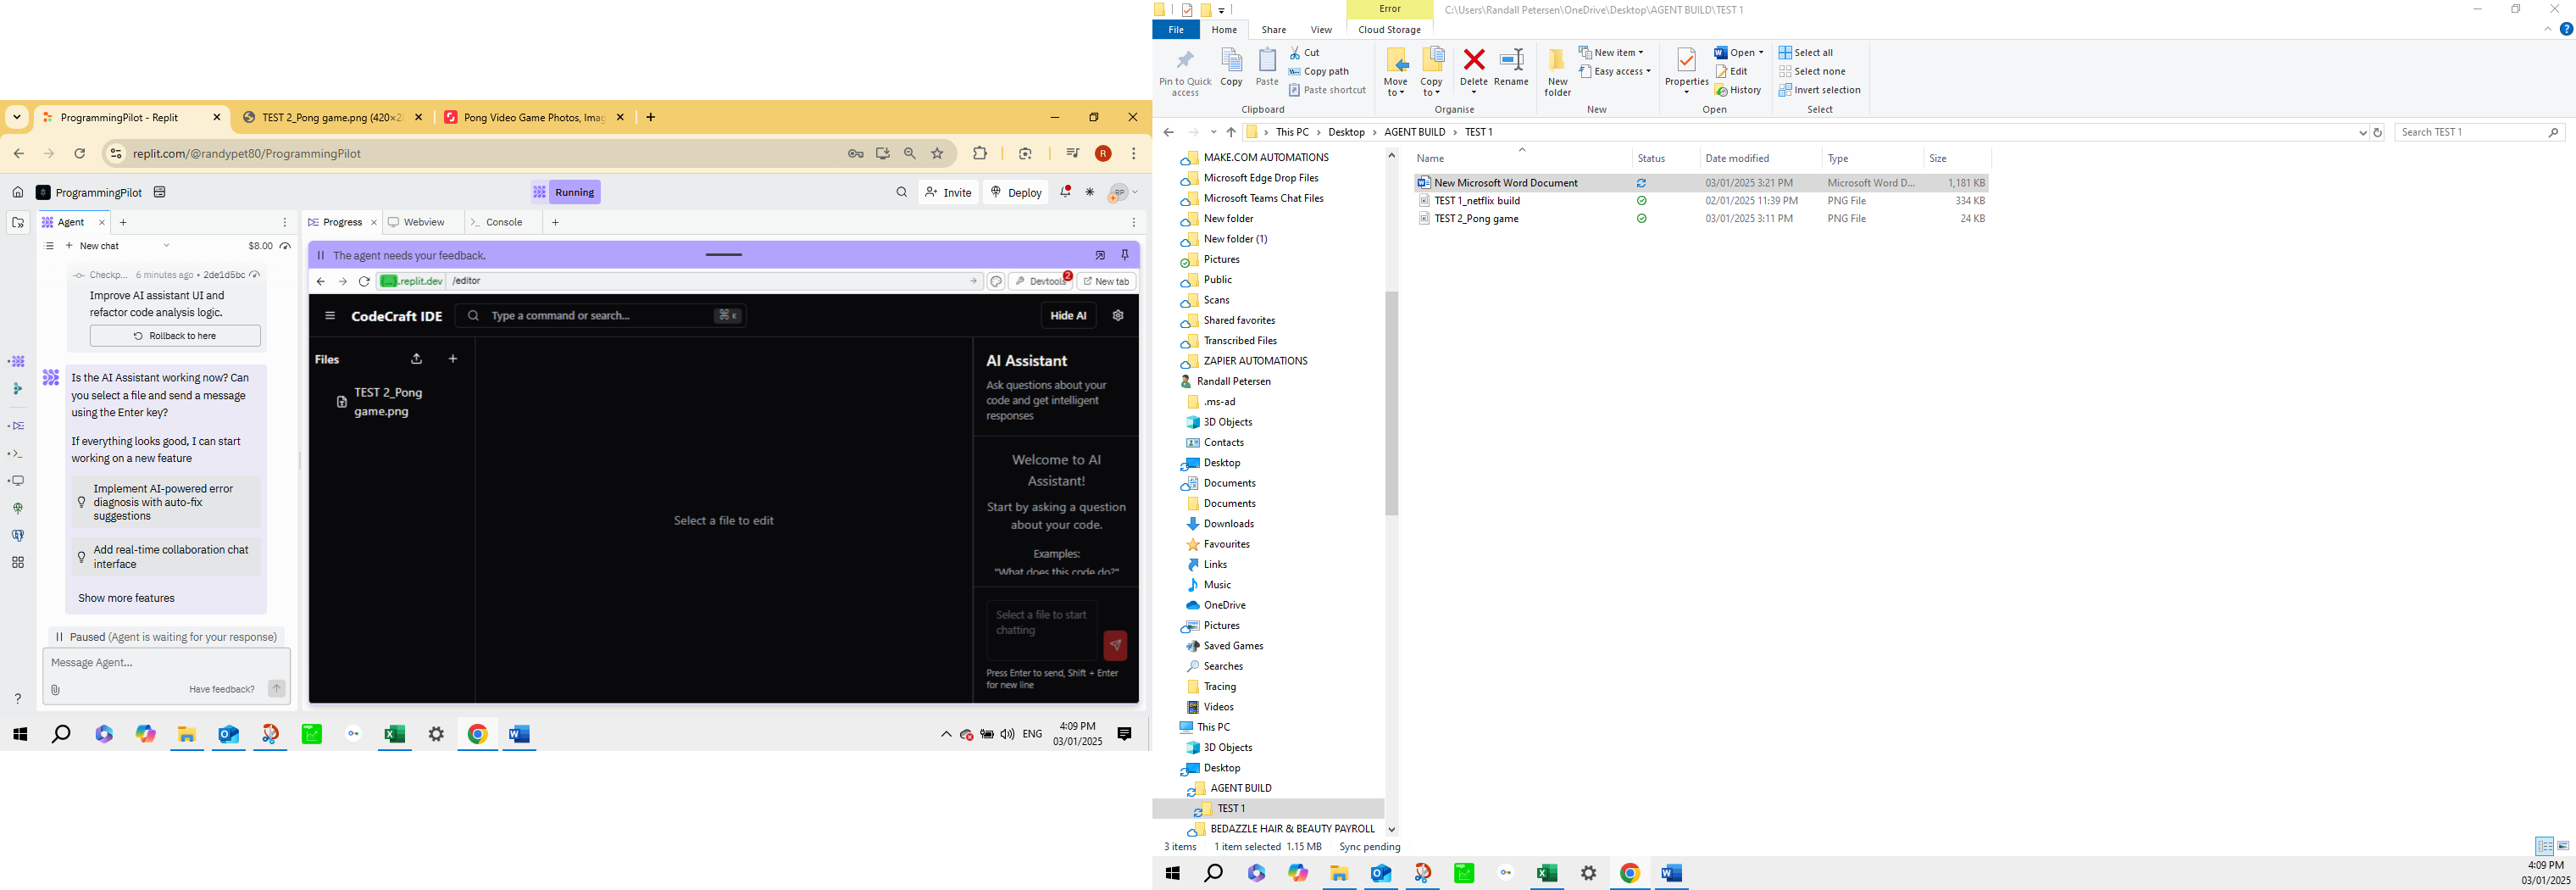 ProgrammingPilot - Replit
TEST 2_Pong game.png (420×2
Pong Video Game Photos, Imag
replit.com/@randypet80/ProgrammingPilot
R
ProgrammingPilot
Running
Invite
Deploy
RP
Agent
New chat
$8.00
Checkp... 6 minutes ago • 2de1d5bc
Improve AI assistant UI and
refactor code analysis logic.
Rollback to here
Is the AI Assistant working now? Can
you select a file and send a message
using the Enter key?
If everything looks good, I can start
working on a new feature
Implement AI-powered error
diagnosis with auto-fix
suggestions
Add real-time collaboration chat
interface
Show more features
Paused (Agent is waiting for your response)
Message Agent...
Have feedback?
Progress
Webview
Console
The agent needs your feedback.
[...].replit.dev
/editor
Devtools
2
New tab
CodeCraft IDE
Type a command or search...
⌘ K
Hide AI
Files
TEST 2_Pong
game.png
Select a file to edit
AI Assistant
Ask questions about your
code and get intelligent
responses
Welcome to AI
Assistant!
Start by asking a question
about your code.
Examples:
"What does this code do?"
Select a file to start
chatting
Press Enter to send, Shift + Enter
for new line
ENG
4:09 PM
03/01/2025
Error
C:\Users\Randall Petersen\OneDrive\Desktop\AGENT BUILD\TEST 1
File
Home
Share
View
Cloud Storage
Pin to Quick
access
Copy
Paste
Cut
Copy path
Paste shortcut
Clipboard
Move
to
Copy
to
Delete
Rename
Organise
New
folder
New item
Easy access
New
Properties
Open
Edit
History
Open
Select all
Select none
Invert selection
Select
This PC
Desktop
AGENT BUILD
TEST 1
Search TEST 1
MAKE.COM AUTOMATIONS
Microsoft Edge Drop Files
Microsoft Teams Chat Files
New folder
New folder (1)
Pictures
Public
Scans
Shared favorites
Transcribed Files
ZAPIER AUTOMATIONS
Randall Petersen
.ms-ad
3D Objects
Contacts
Desktop
Documents
Documents
Downloads
Favourites
Links
Music
OneDrive
Pictures
Saved Games
Searches
Tracing
Videos
This PC
3D Objects
Desktop
AGENT BUILD
TEST 1
BEDAZZLE HAIR & BEAUTY PAYROLL
Name Status Date modified Type Size
New Microsoft Word Document 03/01/2025 3:21 PM Microsoft Word D... 1,181 KB
TEST 1_netflix build 02/01/2025 11:39 PM PNG File 334 KB
TEST 2_Pong game 03/01/2025 3:11 PM PNG File 24 KB
3 items 1 item selected 1.15 MB Sync pending
4:09 PM
03/01/2025